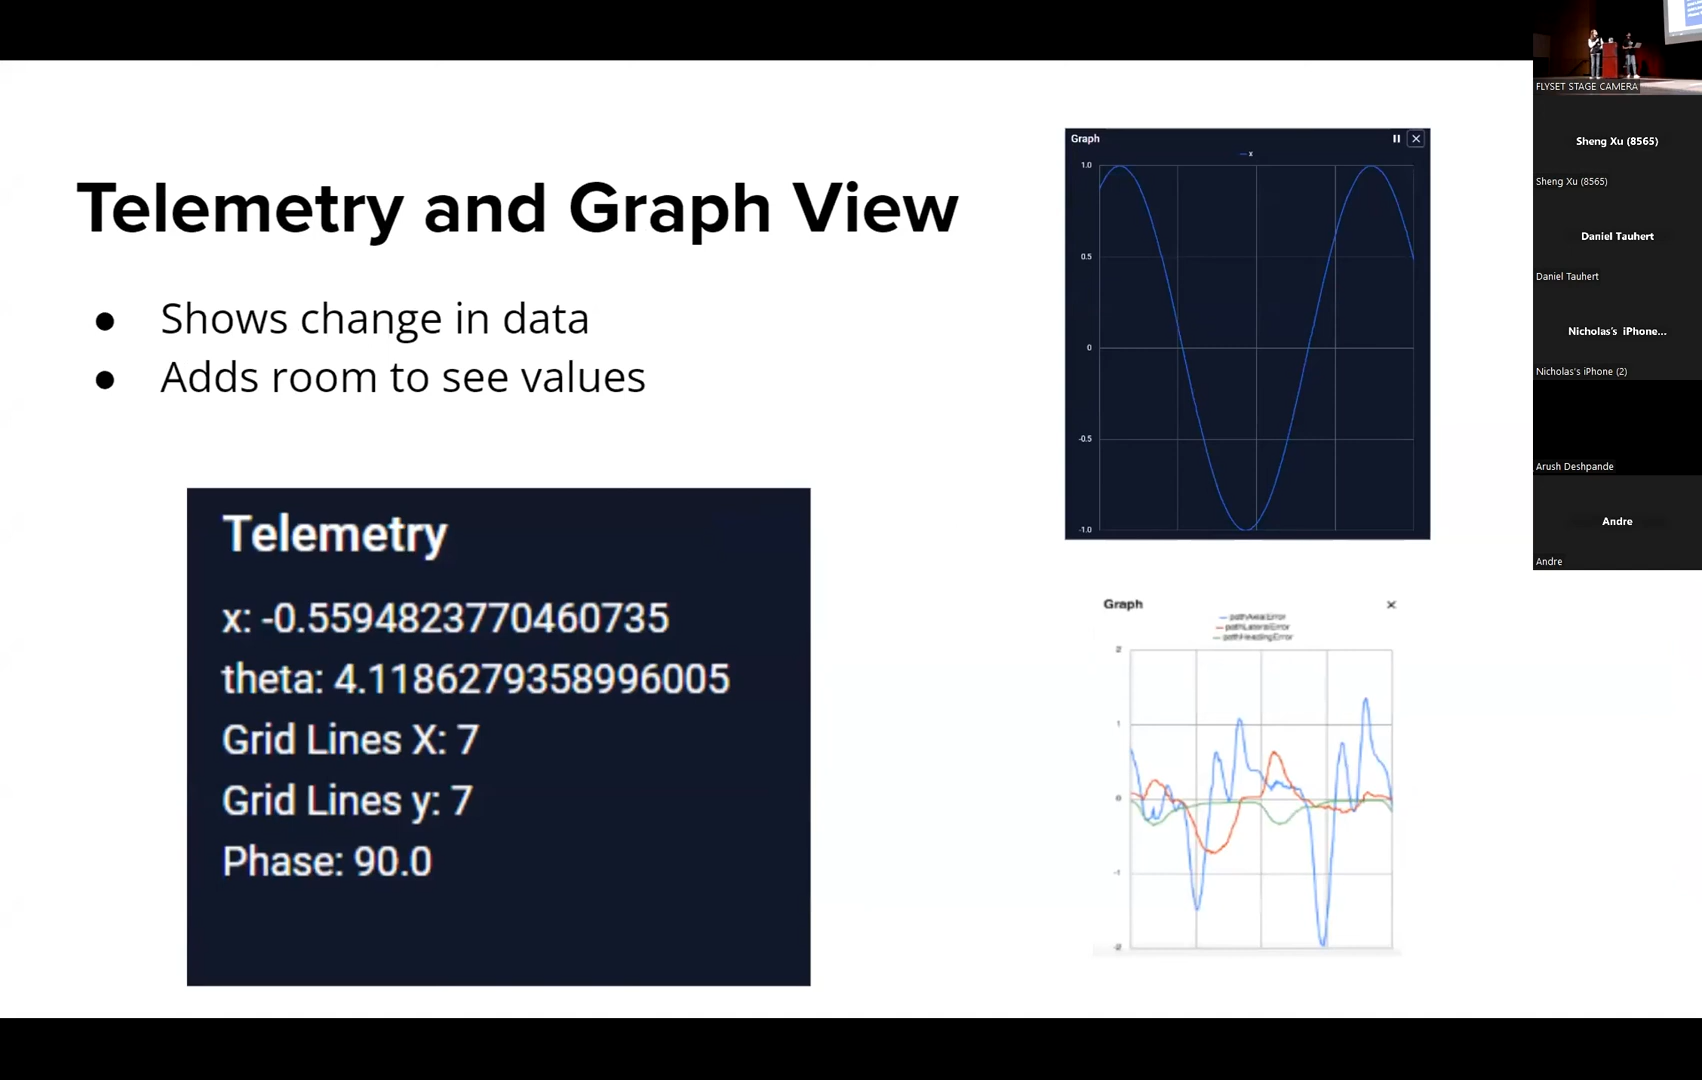 Telemetry and Graph View
● Shows change in data
● Adds room to see values
Telemetry
x: -0.5594823770460735
theta: 4.1186279358996005
Grid Lines X: 7
Grid Lines y: 7
Phase: 90.0
Graph
x
1.0
0.5
0
-0.5
-1.0
Graph
pathAxialError
pathLateralError
pathHeadingError
2
1
0
-1
-2
FLYSET STAGE CAMERA
Sheng Xu (8565)
Sheng Xu (8565)
Daniel Tauhert
Daniel Tauhert
Nicholas's iPhone...
Nicholas's iPhone (2)
Arush Deshpande
Andre
Andre